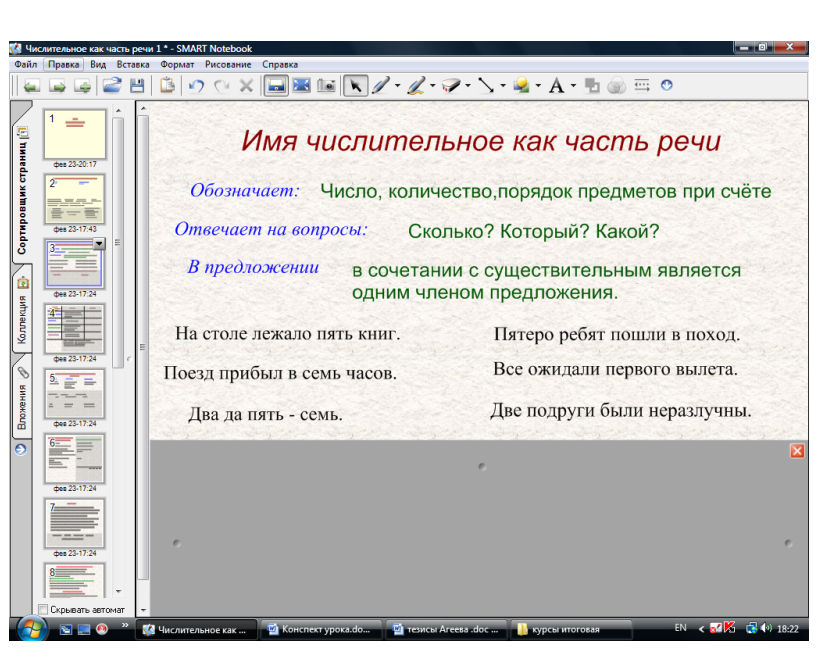 Числительное как часть речи 1 * - SMART Notebook
Файл Правка Вид Вставка Формат Рисование Справка
Сортировщик страниц
Коллекция
Вложения
1
фев 23-20:17
2
фев 23-17:43
3
фев 23-17:24
4
фев 23-17:24
5
фев 23-17:24
6
фев 23-17:24
7
фев 23-17:24
8
Скрывать автомат
Имя числительное как часть речи
Обозначает: Число, количество,порядок предметов при счёте
Отвечает на вопросы: Сколько? Который? Какой?
В предложении в сочетании с существительным является
одним членом предложения.
На столе лежало пять книг. Пятеро ребят пошли в поход.
Поезд прибыл в семь часов. Все ожидали первого вылета.
Два да пять - семь. Две подруги были неразлучны.
Числительное как ... Конспект урока.do... тезисы Агеева .doc ... курсы итоговая EN 18:22